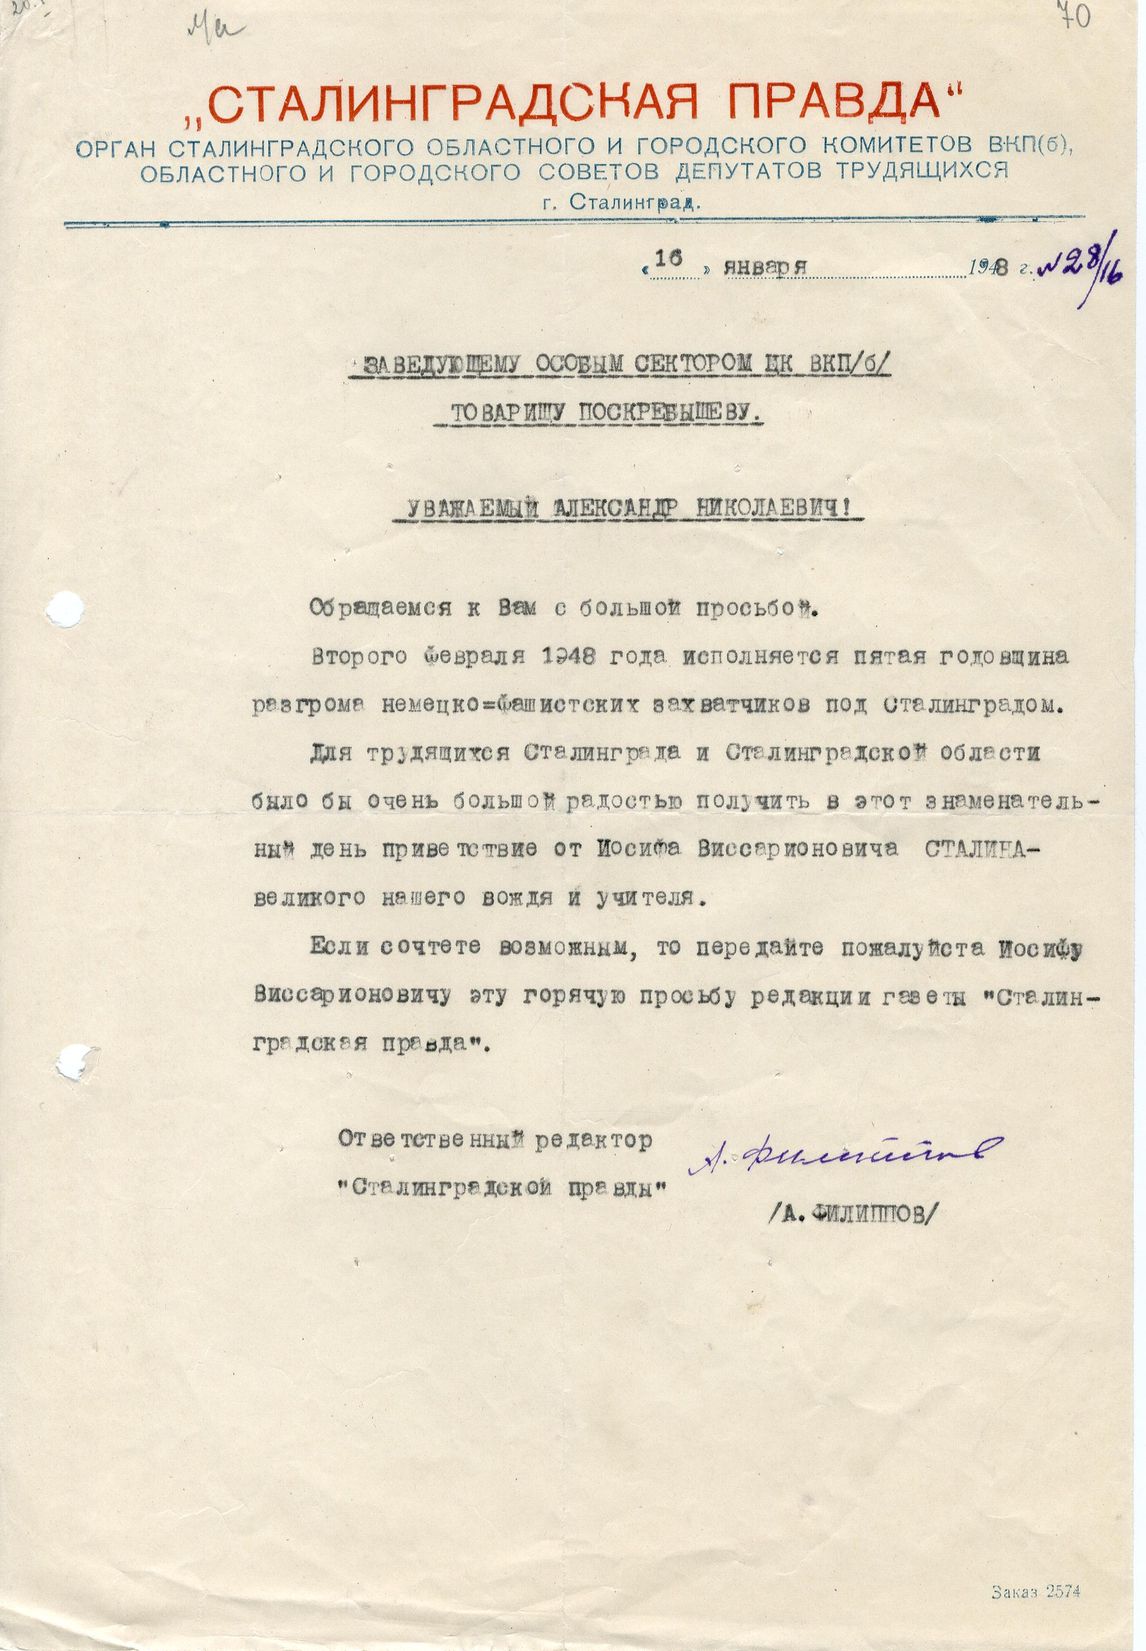 70
„СТАЛИНГРАДСКАЯ ПРАВДА“
ОРГАН СТАЛИНГРАДСКОГО ОБЛАСТНОГО И ГОРОДСКОГО КОМИТЕТОВ ВКП(б),
ОБЛАСТНОГО И ГОРОДСКОГО СОВЕТОВ ДЕПУТАТОВ ТРУДЯЩИХСЯ
г. Сталинград.
«16» января 1948 г. №28/16
ЗАВЕДУЮЩЕМУ ОСОБЫМ СЕКТОРОМ ЦК ВКП/б/
ТОВАРИЩУ ПОСКРЕБЫШЕВУ.
УВАЖАЕМЫЙ АЛЕКСАНДР НИКОЛАЕВИЧ!
Обращаемся к Вам с большой просьбой.
Второго февраля 1948 года исполняется пятая годовщина
разгрома немецко=фашистских захватчиков под Сталинградом.
Для трудящихся Сталинграда и Сталинградской области
было бы очень большой радостью получить в этот знаменатель-
ный день приветствие от Иосифа Виссарионовича СТАЛИНА-
великого нашего вождя и учителя.
Если сочтете возможным, то передайте пожалуйста Иосифу
Виссарионовичу эту горячую просьбу редакции газеты "Сталин-
градская правда".
Ответственный редактор
А. Филиппов
"Сталинградской правды"
/А. ФИЛИППОВ/
Заказ 2574